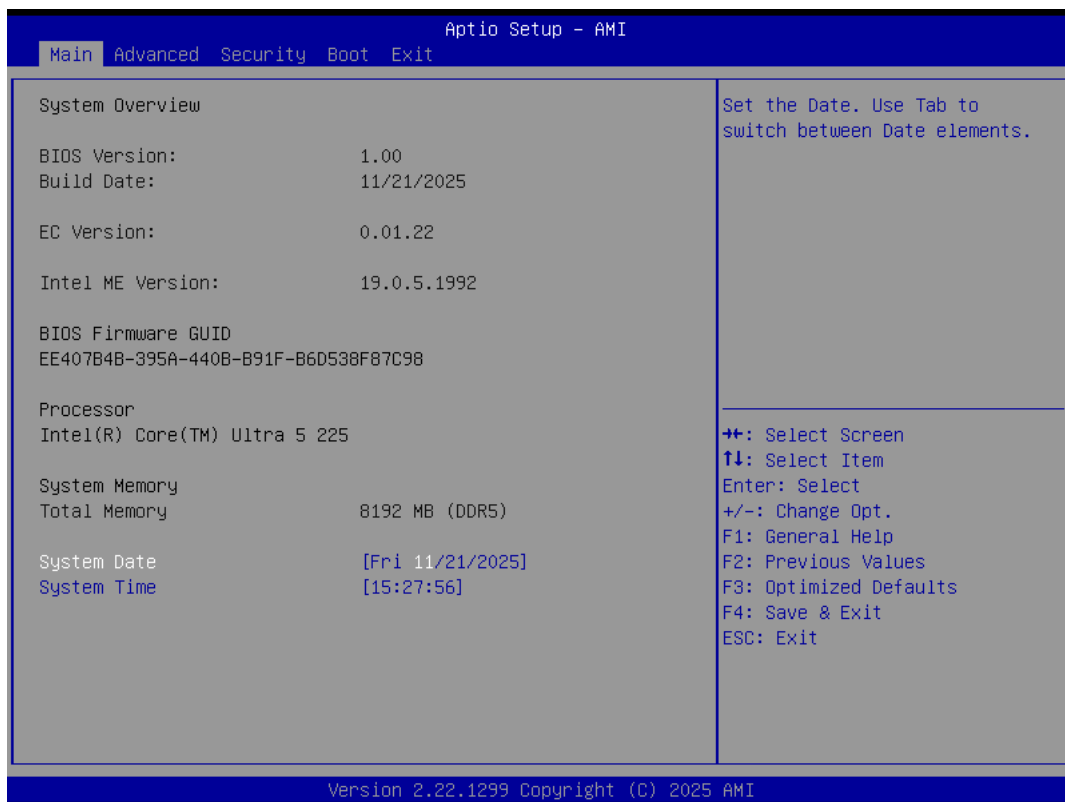 Aptio Setup – AMI
Main Advanced Security Boot Exit
System Overview
BIOS Version: 1.00
Build Date: 11/21/2025
EC Version: 0.01.22
Intel ME Version: 19.0.5.1992
BIOS Firmware GUID
EE407B4B-395A-440B-B91F-B6D538F87C98
Processor
Intel(R) Core(TM) Ultra 5 225
System Memory
Total Memory 8192 MB (DDR5)
System Date [Fri 11/21/2025]
System Time [15:27:56]
Set the Date. Use Tab to
switch between Date elements.
→←: Select Screen
↑↓: Select Item
Enter: Select
+/-: Change Opt.
F1: General Help
F2: Previous Values
F3: Optimized Defaults
F4: Save & Exit
ESC: Exit
Version 2.22.1299 Copyright (C) 2025 AMI